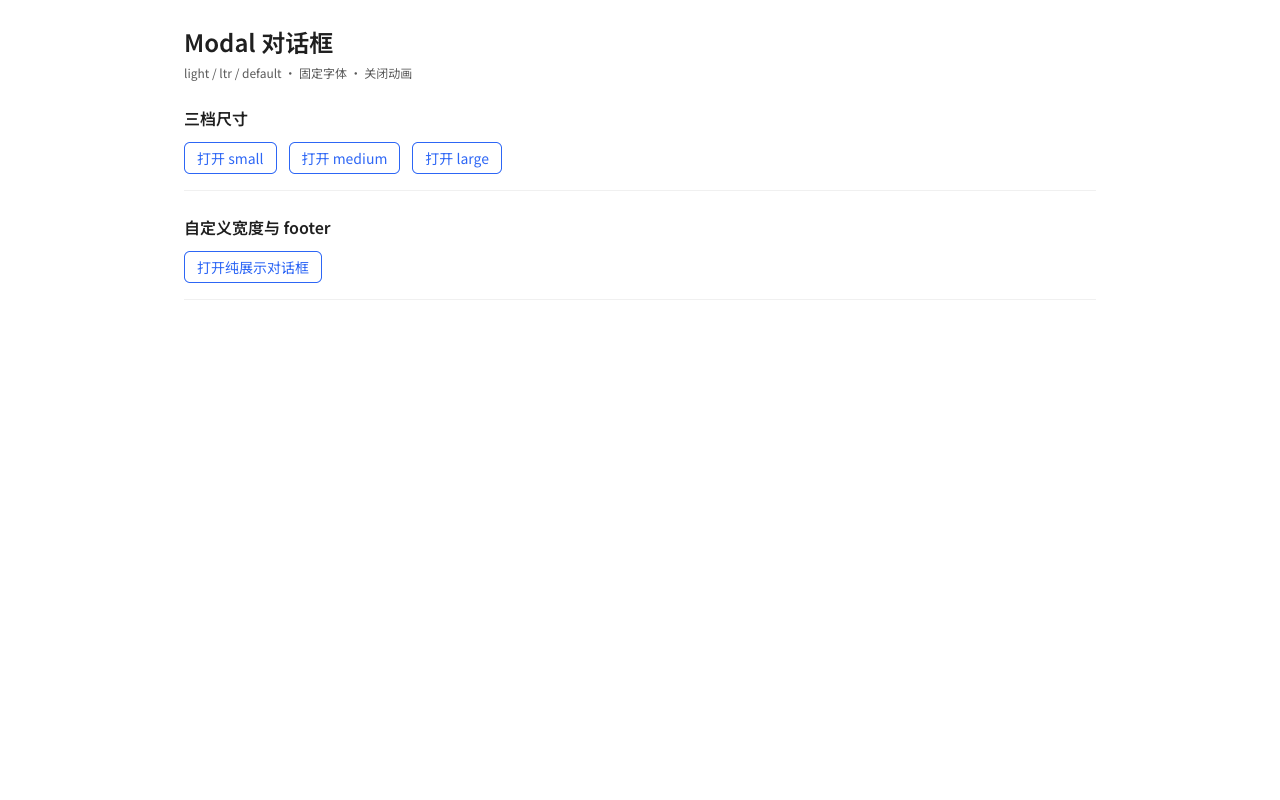 Modal 对话框
light / ltr / default ・ 固定字体 ・ 关闭动画
三档尺寸
打开 small 打开 medium 打开 large
自定义宽度与 footer
打开纯展示对话框